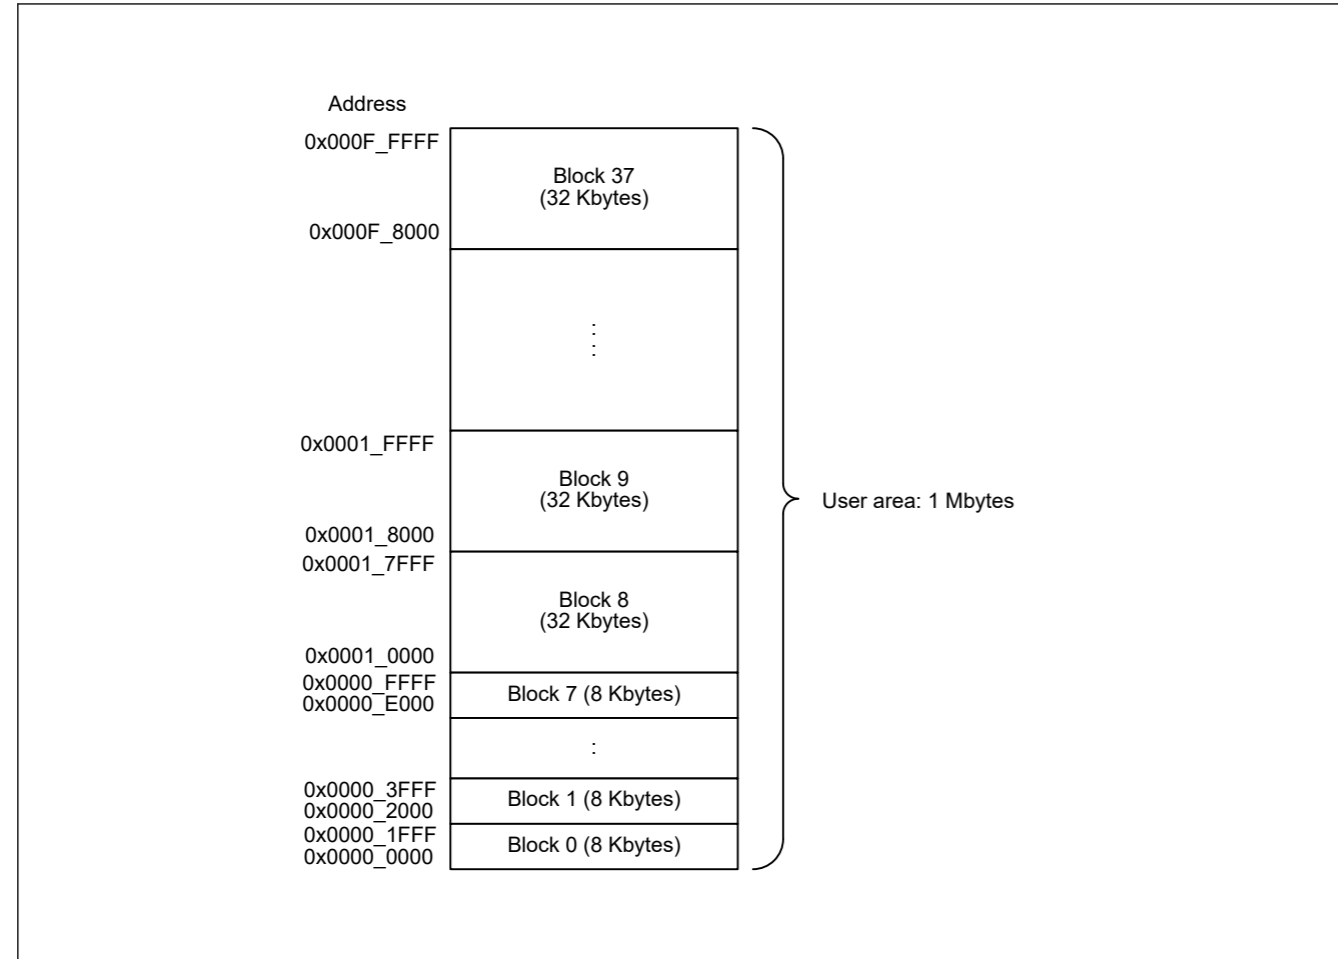 Address
0x000F_FFFF
Block 37
(32 Kbytes)
0x000F_8000
:
:
0x0001_FFFF
Block 9
(32 Kbytes)
User area: 1 Mbytes
0x0001_8000
0x0001_7FFF
Block 8
(32 Kbytes)
0x0001_0000
0x0000_FFFF
Block 7 (8 Kbytes)
0x0000_E000
:
0x0000_3FFF
Block 1 (8 Kbytes)
0x0000_2000
0x0000_1FFF
Block 0 (8 Kbytes)
0x0000_0000